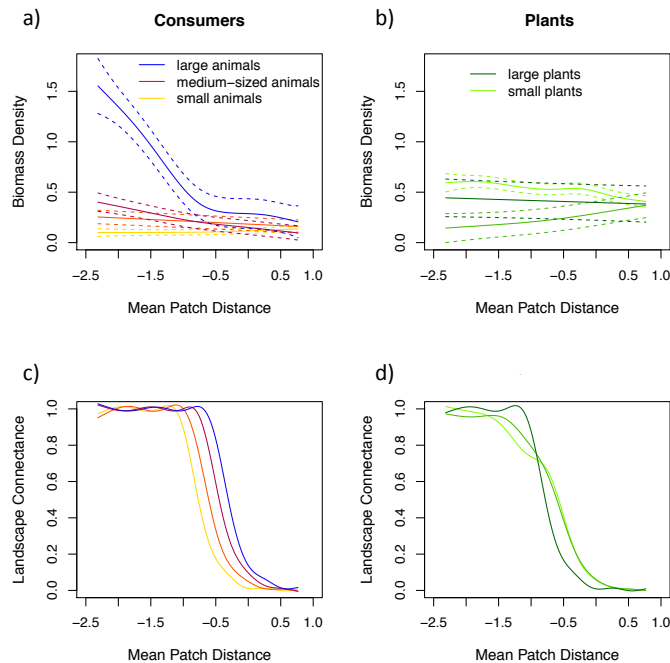 a)
Consumers
b)
Plants
large animals
medium-sized animals
small animals
large plants
small plants
Biomass Density
0.0 0.5 1.0 1.5
-2.5 -1.5 -0.5 0.0 1.0
Mean Patch Distance
Biomass Density
0.0 0.5 1.0 1.5
-2.5 -1.5 -0.5 0.0 1.0
Mean Patch Distance
c)
d)
Landscape Connectance
0.0 0.2 0.4 0.6 0.8 1.0
-2.5 -1.5 -0.5 0.0 1.0
Mean Patch Distance
Landscape Connectance
0.0 0.2 0.4 0.6 0.8 1.0
-2.5 -1.5 -0.5 0.0 1.0
Mean Patch Distance